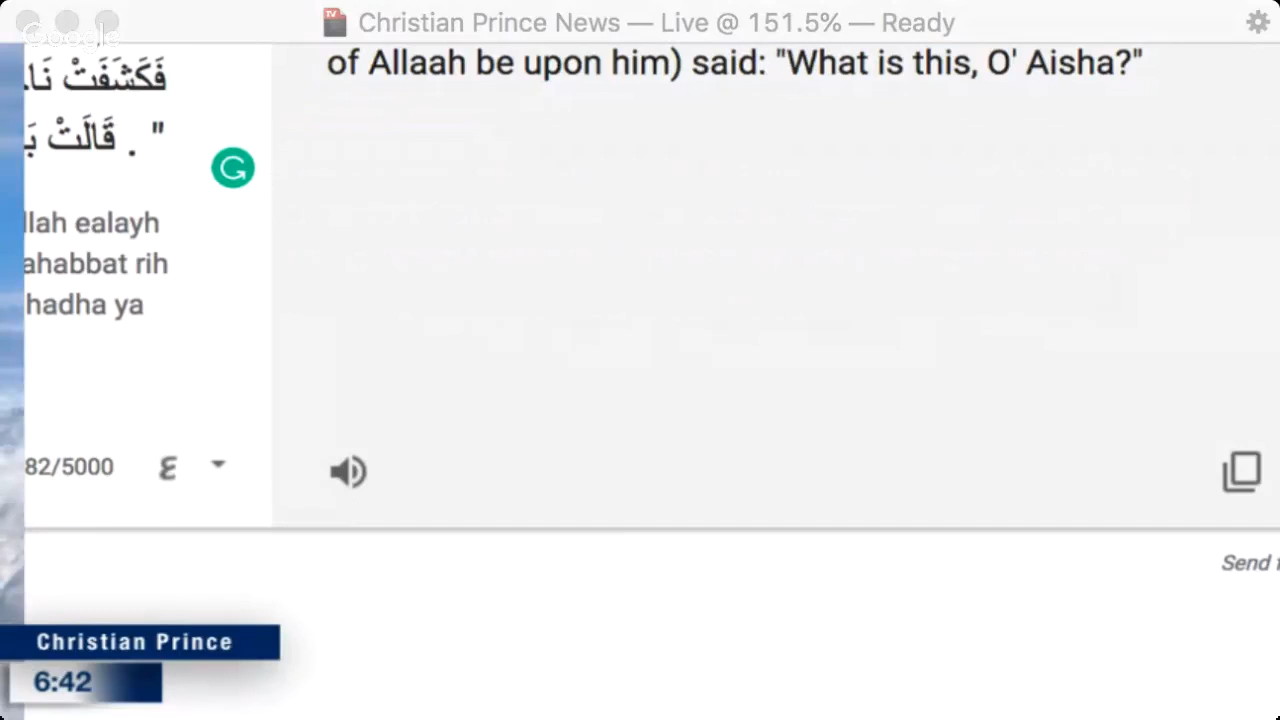 Christian Prince News — Live @ 151.5% — Ready
Google
فَكَشَفَتْ
" . قَالَتْ
of Allaah be upon him) said: "What is this, O' Aisha?"
llah ealayh
ahabbat rih
hadha ya
82/5000
ع
Send
Christian Prince
6:42